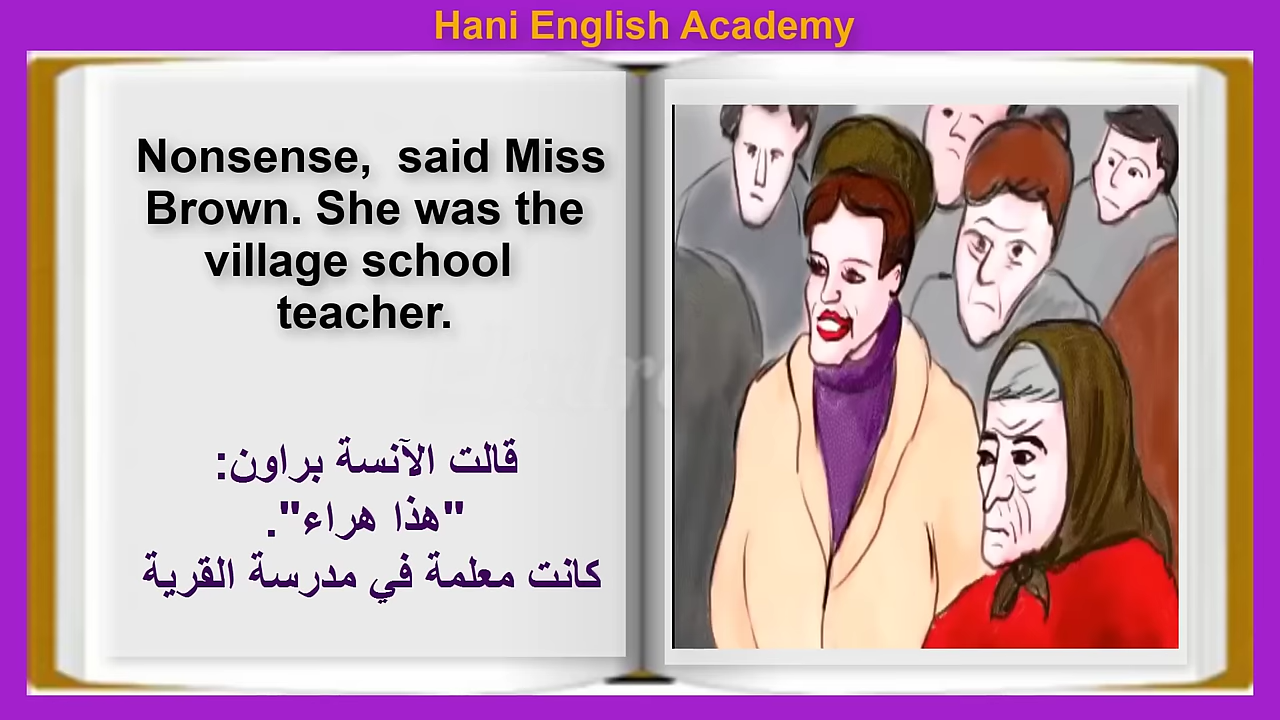 Hani English Academy
Nonsense,  said Miss
Brown. She was the
village school
teacher.
قالت الآنسة براون:
"هذا هراء".
كانت معلمة في مدرسة القرية